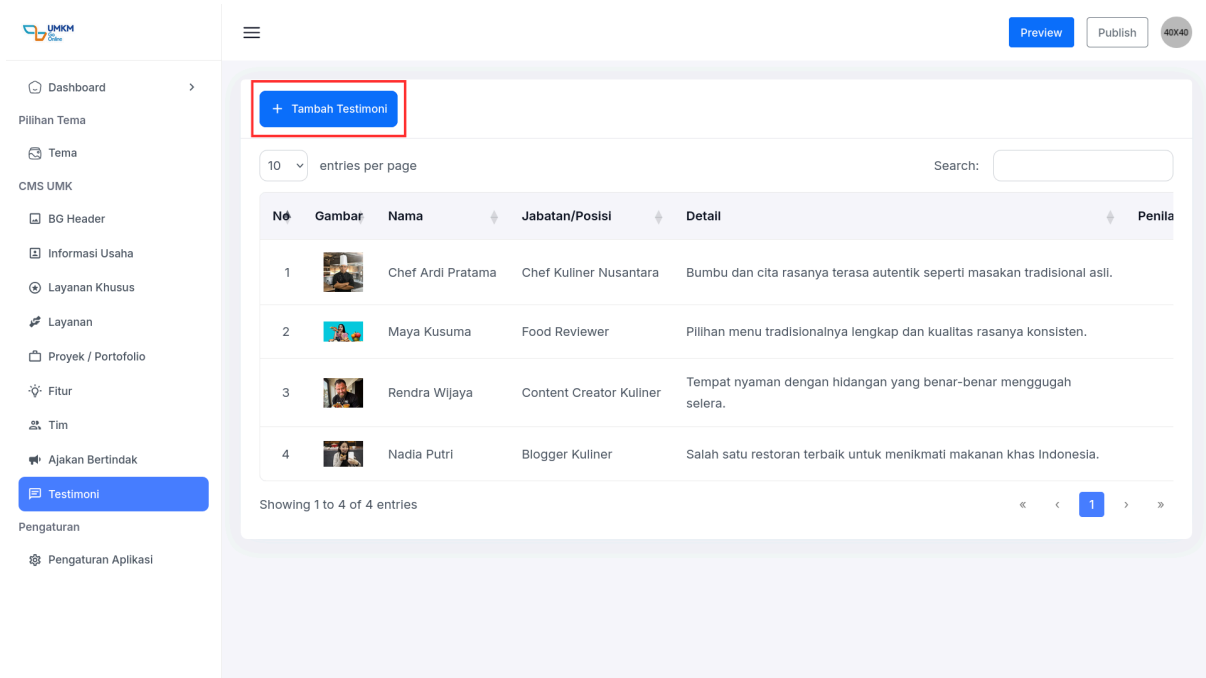 UMKM
Go
Online
Preview
Publish
40X40
Dashboard
Pilihan Tema
Tema
CMS UMK
BG Header
Informasi Usaha
Layanan Khusus
Layanan
Proyek / Portofolio
Fitur
Tim
Ajakan Bertindak
Testimoni
Pengaturan
Pengaturan Aplikasi
+ Tambah Testimoni
10 entries per page
Search:
No Gambar Nama Jabatan/Posisi Detail Penila
1 Chef Ardi Pratama Chef Kuliner Nusantara Bumbu dan cita rasanya terasa autentik seperti masakan tradisional asli.
2 Maya Kusuma Food Reviewer Pilihan menu tradisionalnya lengkap dan kualitas rasanya konsisten.
3 Rendra Wijaya Content Creator Kuliner Tempat nyaman dengan hidangan yang benar-benar menggugah
selera.
4 Nadia Putri Blogger Kuliner Salah satu restoran terbaik untuk menikmati makanan khas Indonesia.
Showing 1 to 4 of 4 entries
« ‹ 1 › »